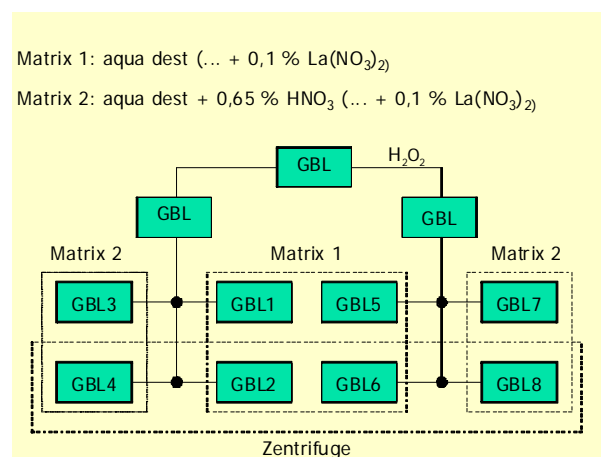 Matrix 1: aqua dest (... + 0,1 % La(NO₃)₂)
Matrix 2: aqua dest + 0,65 % HNO₃ (... + 0,1 % La(NO₃)₂)
GBL H₂O₂
GBL GBL
Matrix 2 Matrix 1 Matrix 2
GBL3 GBL1 GBL5 GBL7
GBL4 GBL2 GBL6 GBL8
Zentrifuge